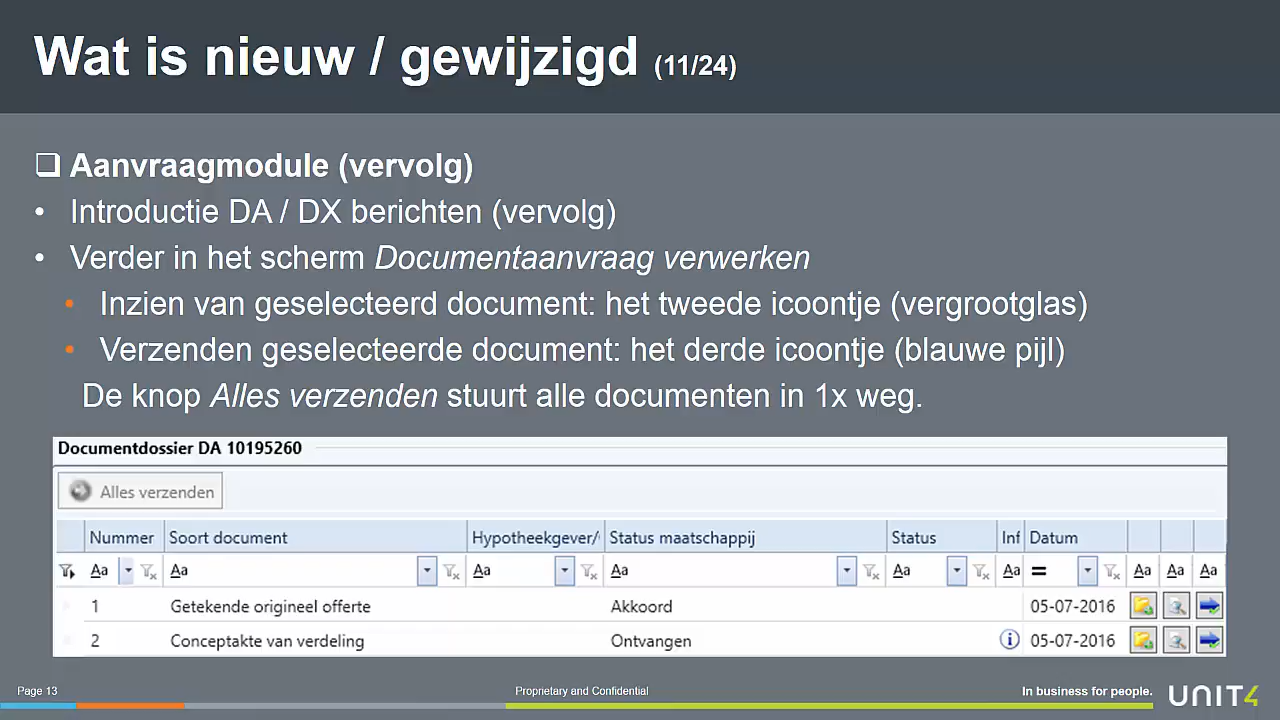 Wat is nieuw / gewijzigd (11/24)
Aanvraagmodule (vervolg)
• Introductie DA / DX berichten (vervolg)
• Verder in het scherm Documentaanvraag verwerken
• Inzien van geselecteerd document: het tweede icoontje (vergrootglas)
• Verzenden geselecteerde document: het derde icoontje (blauwe pijl)
De knop Alles verzenden stuurt alle documenten in 1x weg.
Documentdossier DA 10195260
Alles verzenden
Nummer Soort document Hypotheekgever/ Status maatschappij Status Inf Datum
Aa Aa Aa Aa Aa Aa = Aa Aa Aa
1 Getekende origineel offerte Akkoord 05-07-2016
2 Conceptakte van verdeling Ontvangen 05-07-2016
Page 13 Proprietary and Confidential In business for people. UNIT4